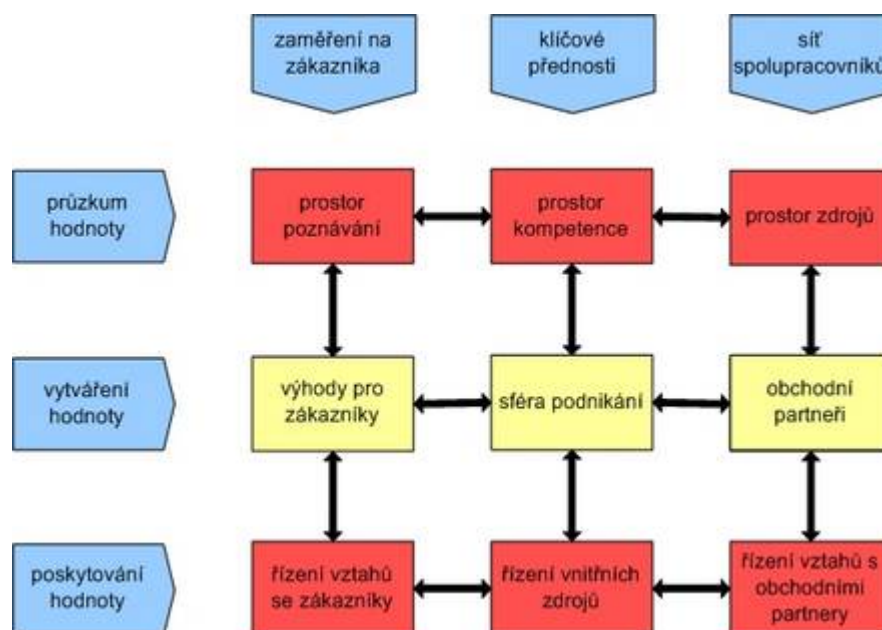 zaměření na
zákazníka
klíčové
přednosti
síť
spolupracovníků
průzkum
hodnoty
prostor
poznávání
prostor
kompetence
prostor zdrojů
vytváření
hodnoty
výhody pro
zákazníky
sféra podnikání
obchodní
partneři
poskytování
hodnoty
řízení vztahů
se zákazníky
řízení vnitřních
zdrojů
řízení vztahů s
obchodními
partnery